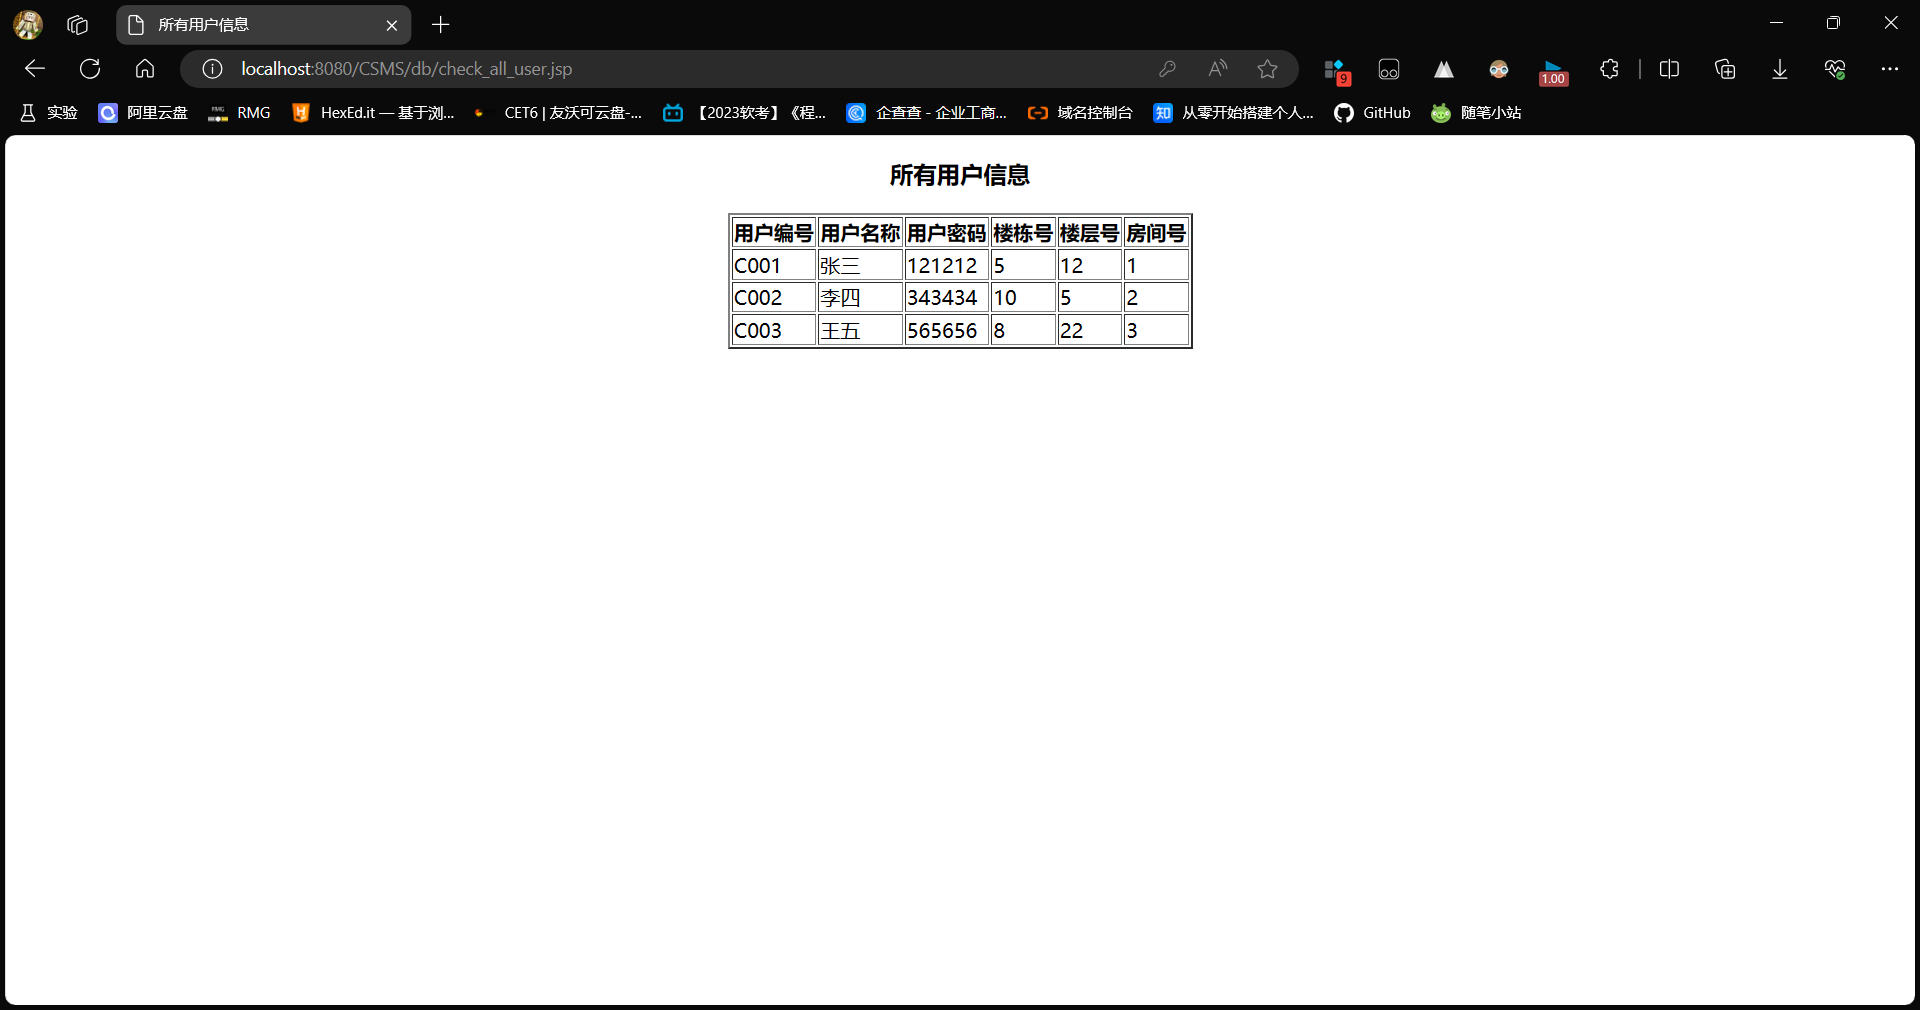 所有用户信息
localhost:8080/CSMS/db/check_all_user.jsp
9
1.00
实验 阿里云盘 RMG HexEd.it — 基于浏... CET6 | 友沃可云盘-... 【2023软考】《程... 企查查 - 企业工商... 域名控制台 知 从零开始搭建个人... GitHub 随笔小站
所有用户信息
用户编号 用户名称 用户密码 楼栋号 楼层号 房间号
C001 张三 121212 5 12 1
C002 李四 343434 10 5 2
C003 王五 565656 8 22 3